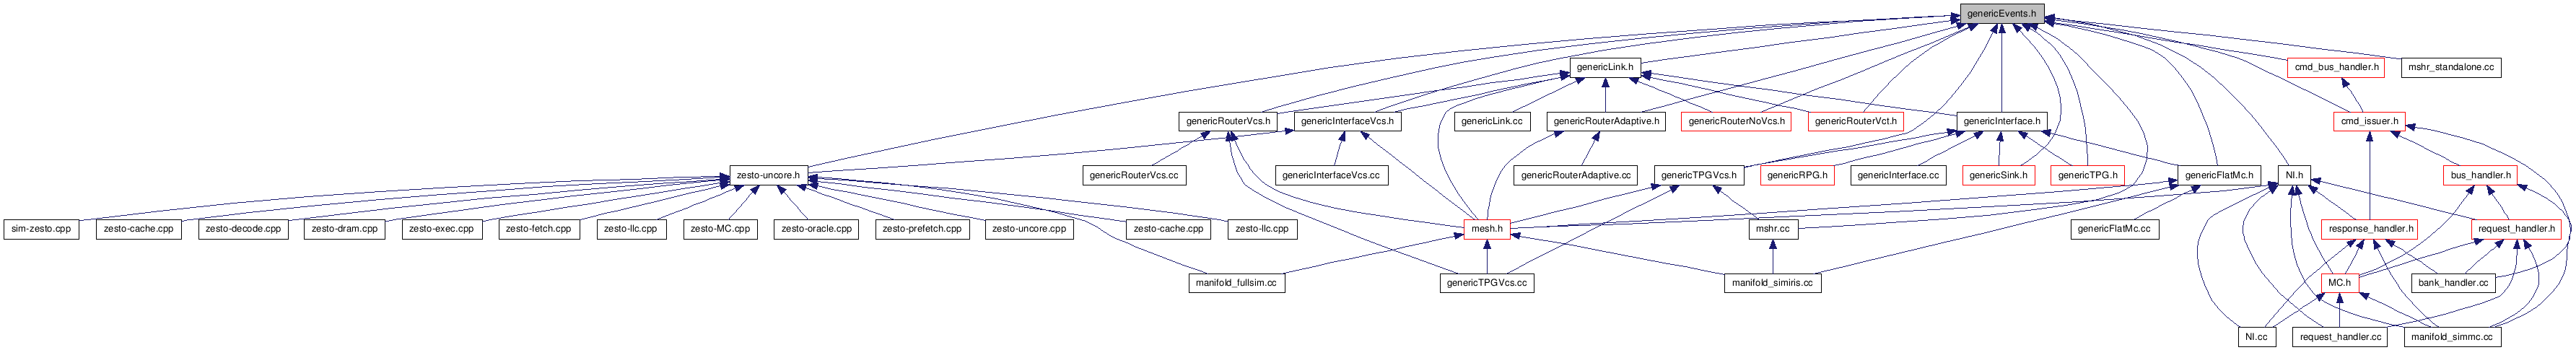 genericEvents.h
genericLink.h
cmd_bus_handler.h
mshr_standalone.cc
genericRouterVcs.h
genericInterfaceVcs.h
genericLink.cc
genericRouterAdaptive.h
genericRouterNoVcs.h
genericRouterVct.h
genericInterface.h
cmd_issuer.h
zesto-uncore.h
genericRouterVcs.cc
genericInterfaceVcs.cc
genericRouterAdaptive.cc
genericTPGVcs.h
genericRPG.h
genericInterface.cc
genericSink.h
genericTPG.h
genericFlatMc.h
NI.h
bus_handler.h
sim-zesto.cpp
zesto-cache.cpp
zesto-decode.cpp
zesto-dram.cpp
zesto-exec.cpp
zesto-fetch.cpp
zesto-llc.cpp
zesto-MC.cpp
zesto-oracle.cpp
zesto-prefetch.cpp
zesto-uncore.cpp
zesto-cache.cpp
zesto-llc.cpp
mesh.h
mshr.cc
genericFlatMc.cc
response_handler.h
request_handler.h
manifold_fullsim.cc
genericTPGVcs.cc
manifold_simiris.cc
MC.h
bank_handler.cc
NI.cc
request_handler.cc
manifold_simmc.cc